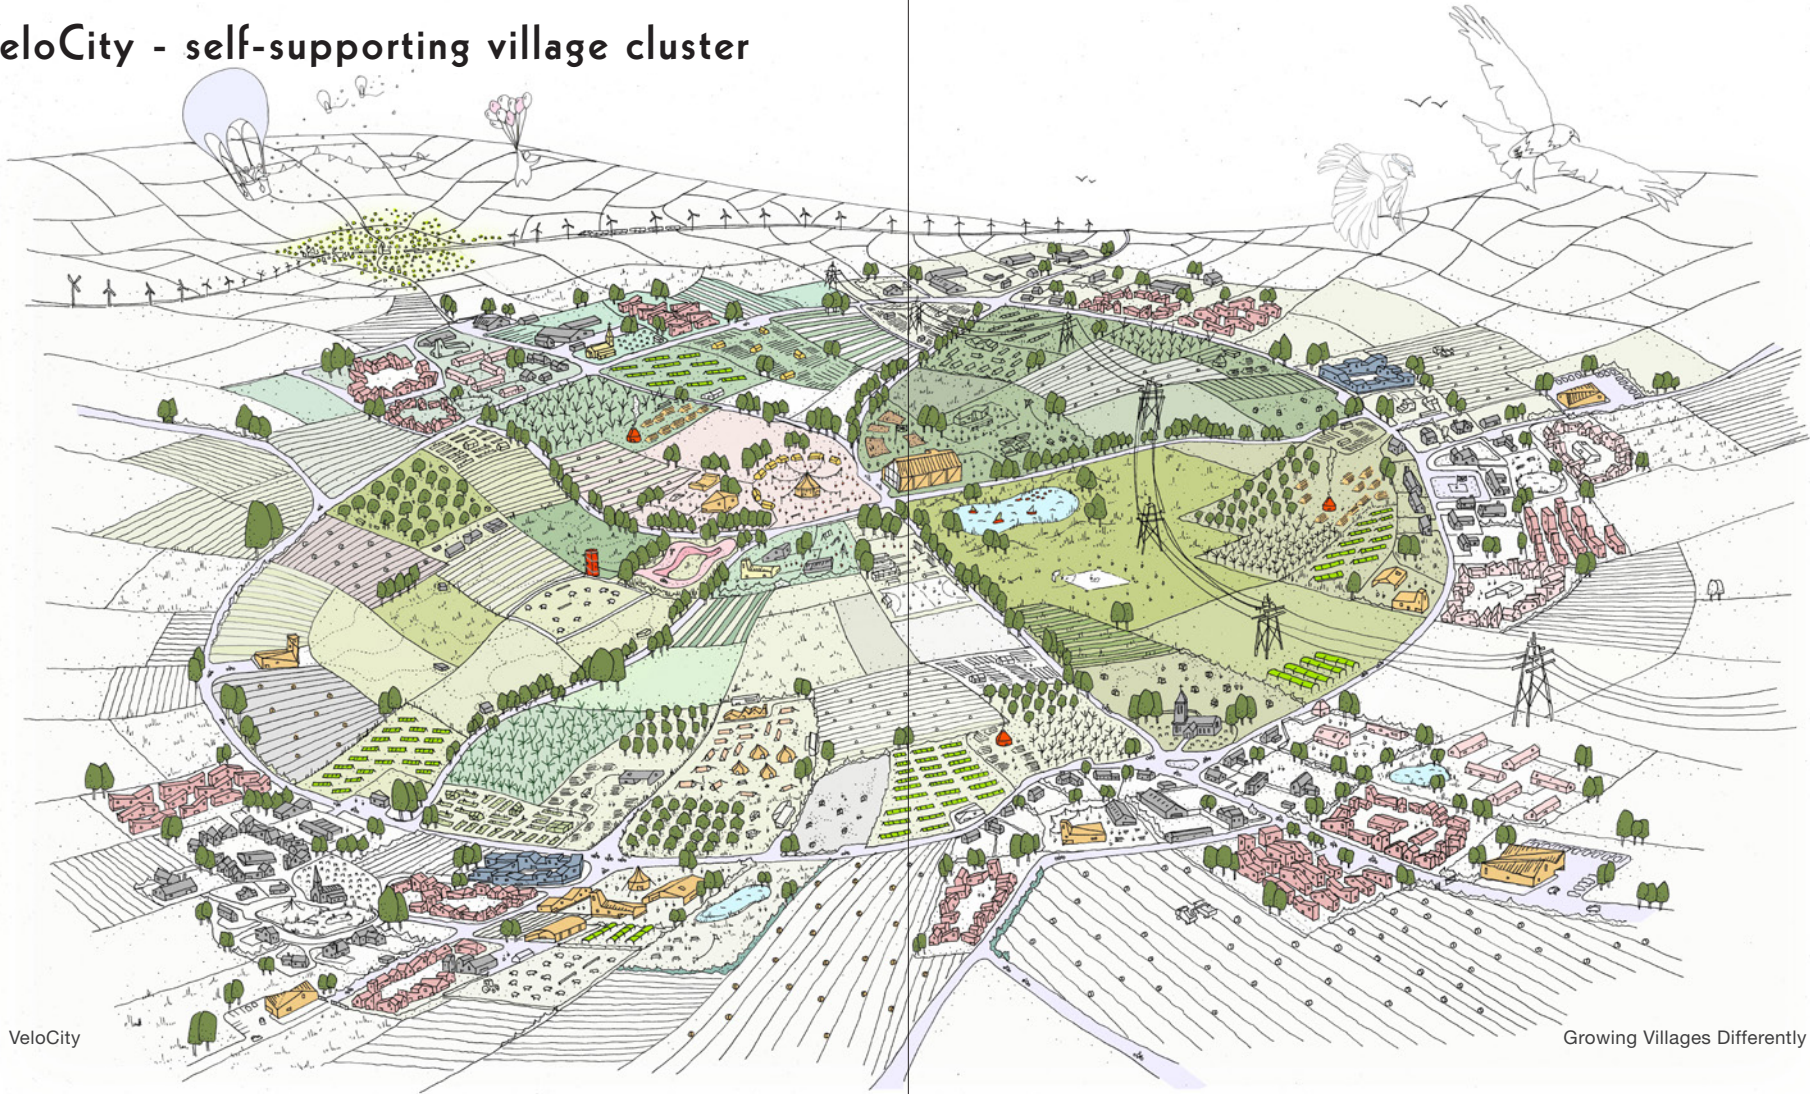 eloCity - self-supporting village cluster
VeloCity
Growing Villages Differently